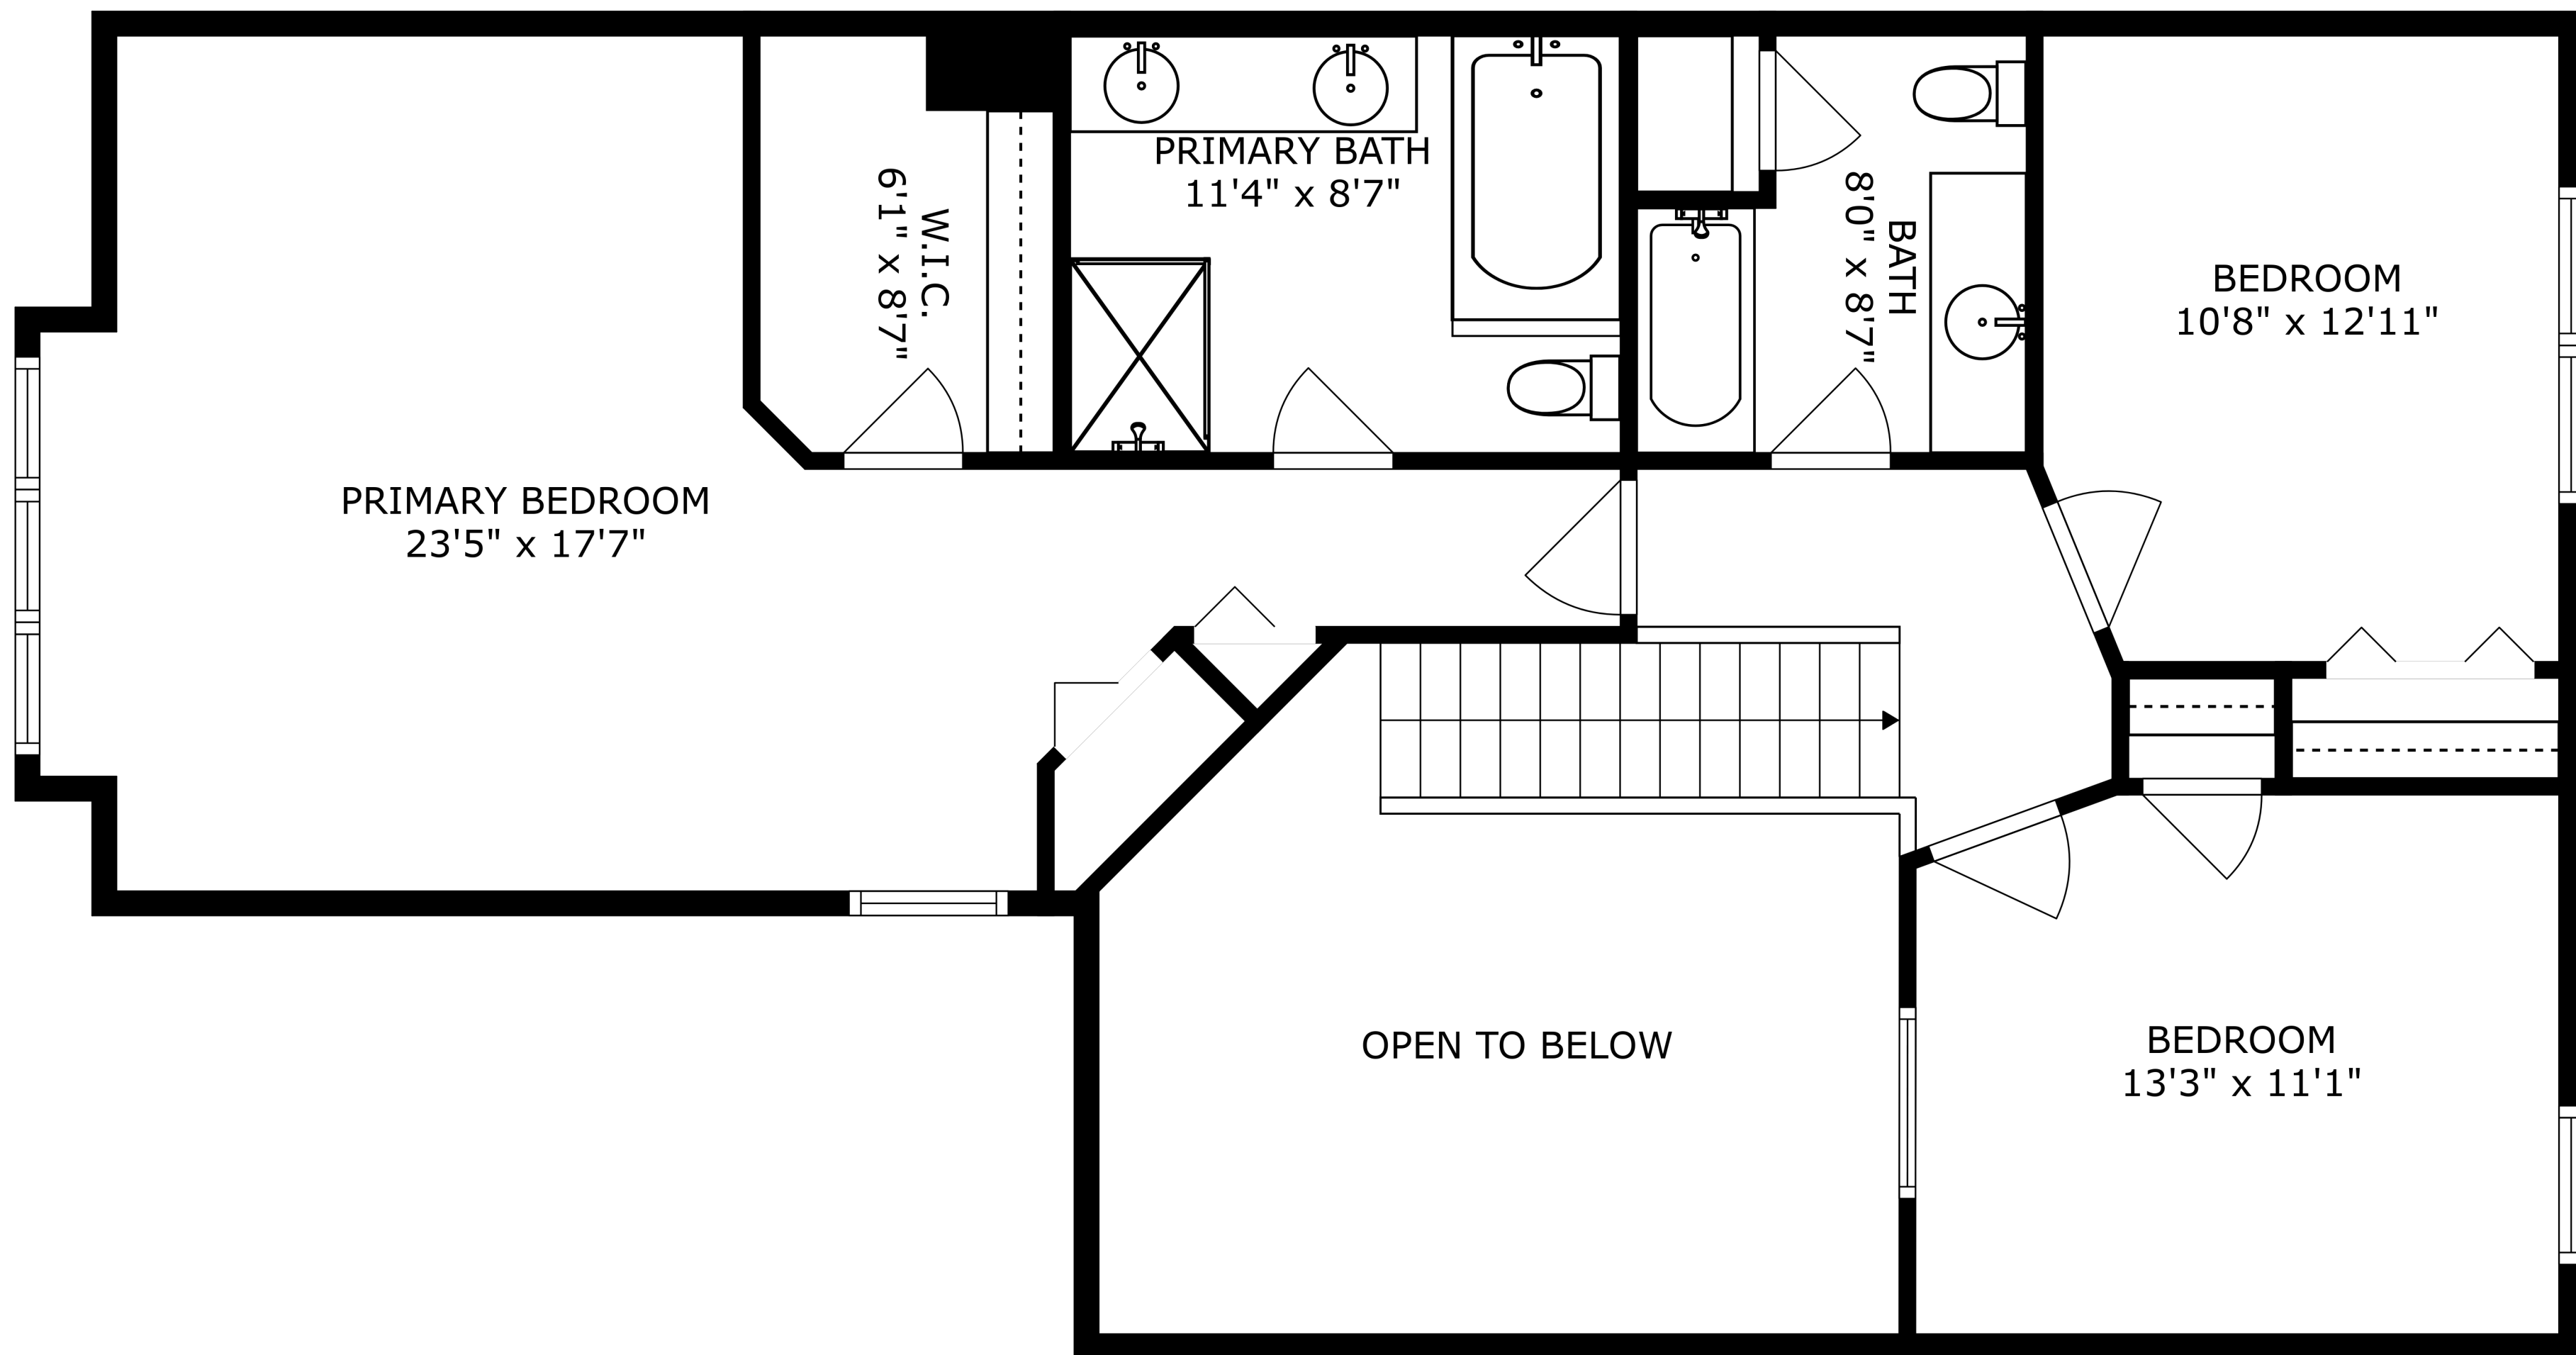 PRIMARY BEDROOM
23'5" x 17'7"
W.I.C.
6'1" x 8'7"
PRIMARY BATH
11'4" x 8'7"
BATH
8'0" x 8'7"
BEDROOM
10'8" x 12'11"
OPEN TO BELOW
BEDROOM
13'3" x 11'1"